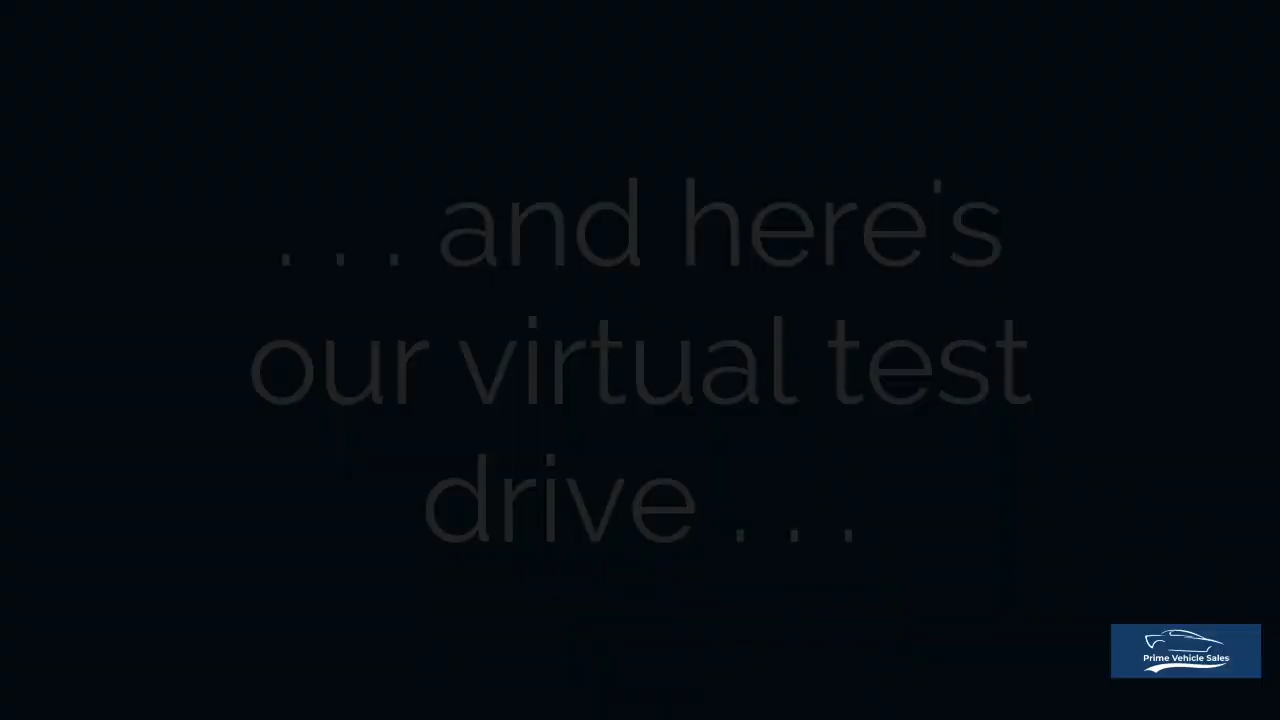 . . . and here's
our virtual test
drive . . .
Prime Vehicle Sales